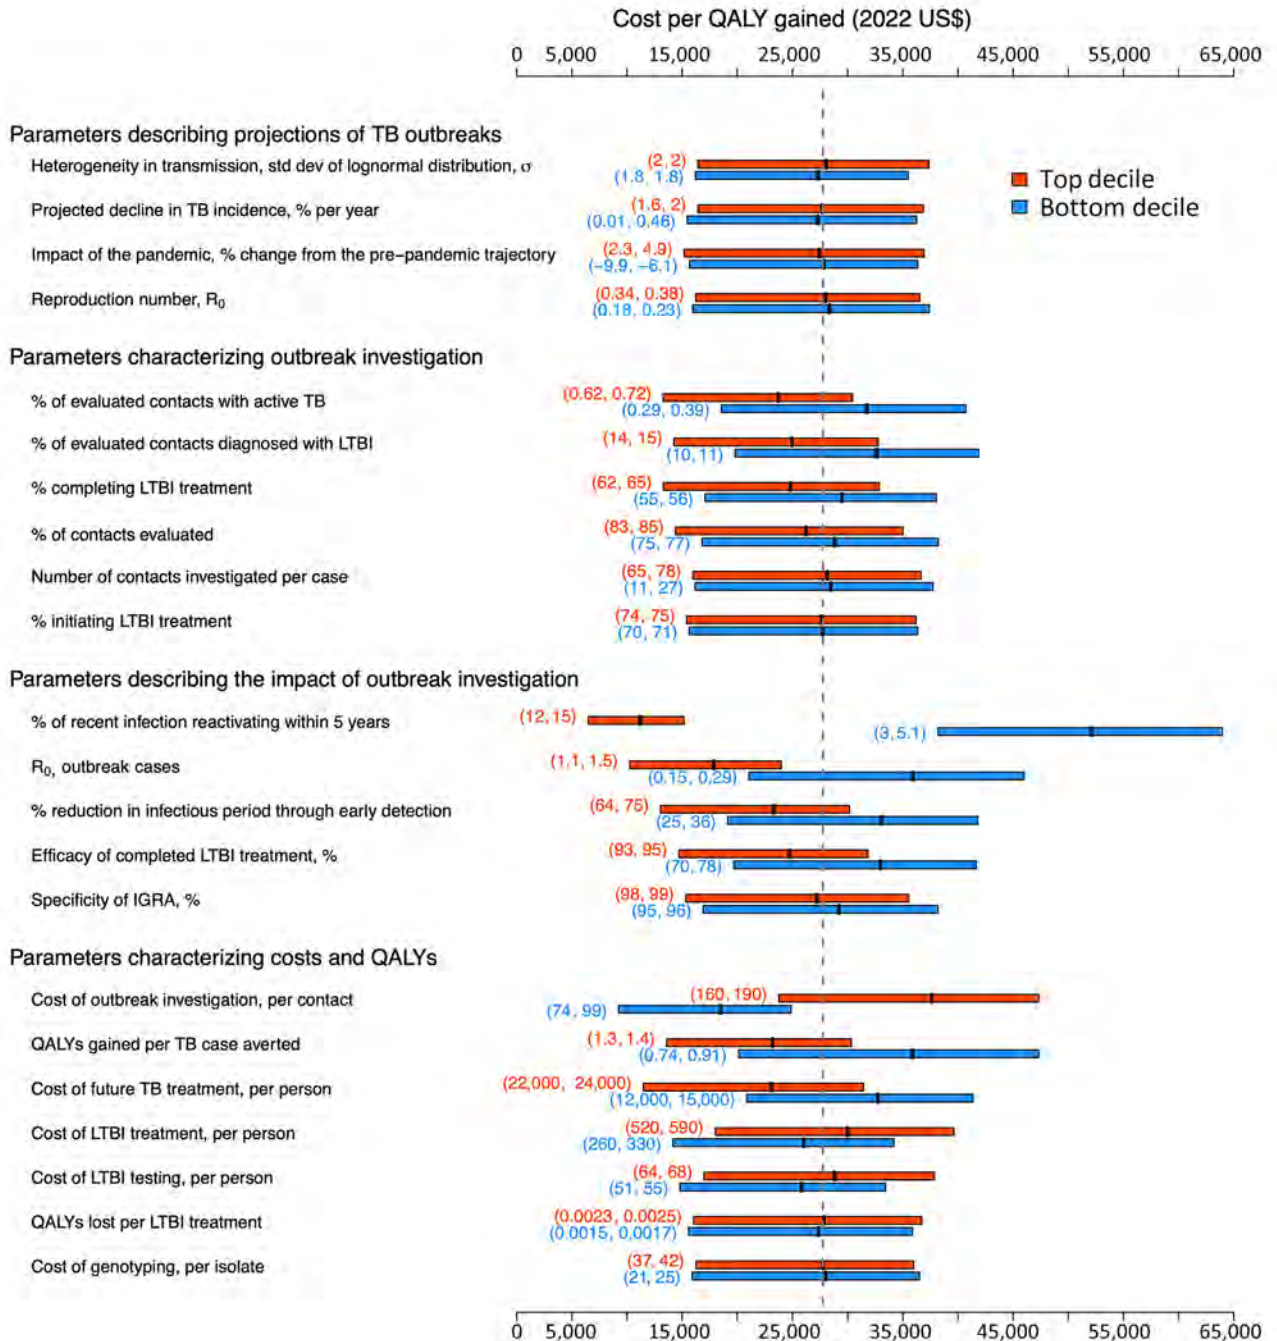 Cost per QALY gained (2022 US$)
0 5,000 15,000 25,000 35,000 45,000 55,000 65,000
Parameters describing projections of TB outbreaks
Heterogeneity in transmission, std dev of lognormal distribution, σ
(2, 2)
(1.8, 1.8)
Top decile
Bottom decile
Projected decline in TB incidence, % per year
(1.6, 2)
(0.01, 0.46)
Impact of the pandemic, % change from the pre−pandemic trajectory
(2.3, 4.9)
(−9.9, −6.1)
Reproduction number, R0
(0.34, 0.38)
(0.18, 0.23)
Parameters characterizing outbreak investigation
% of evaluated contacts with active TB
(0.62, 0.72)
(0.29, 0.39)
% of evaluated contacts diagnosed with LTBI
(14, 15)
(10, 11)
% completing LTBI treatment
(62, 65)
(55, 56)
% of contacts evaluated
(83, 85)
(75, 77)
Number of contacts investigated per case
(65, 78)
(11, 27)
% initiating LTBI treatment
(74, 75)
(70, 71)
Parameters describing the impact of outbreak investigation
% of recent infection reactivating within 5 years
(12, 15)
(3, 5.1)
R0, outbreak cases
(1.1, 1.5)
(0.15, 0.29)
% reduction in infectious period through early detection
(64, 75)
(25, 36)
Efficacy of completed LTBI treatment, %
(93, 95)
(70, 78)
Specificity of IGRA, %
(98, 99)
(95, 96)
Parameters characterizing costs and QALYs
Cost of outbreak investigation, per contact
(160, 190)
(74, 99)
QALYs gained per TB case averted
(1.3, 1.4)
(0.74, 0.91)
Cost of future TB treatment, per person
(22,000, 24,000)
(12,000, 15,000)
Cost of LTBI treatment, per person
(520, 590)
(260, 330)
Cost of LTBI testing, per person
(64, 68)
(51, 55)
QALYs lost per LTBI treatment
(0.0023, 0.0025)
(0.0015, 0.0017)
Cost of genotyping, per isolate
(37, 42)
(21, 25)
0 5,000 15,000 25,000 35,000 45,000 55,000 65,000